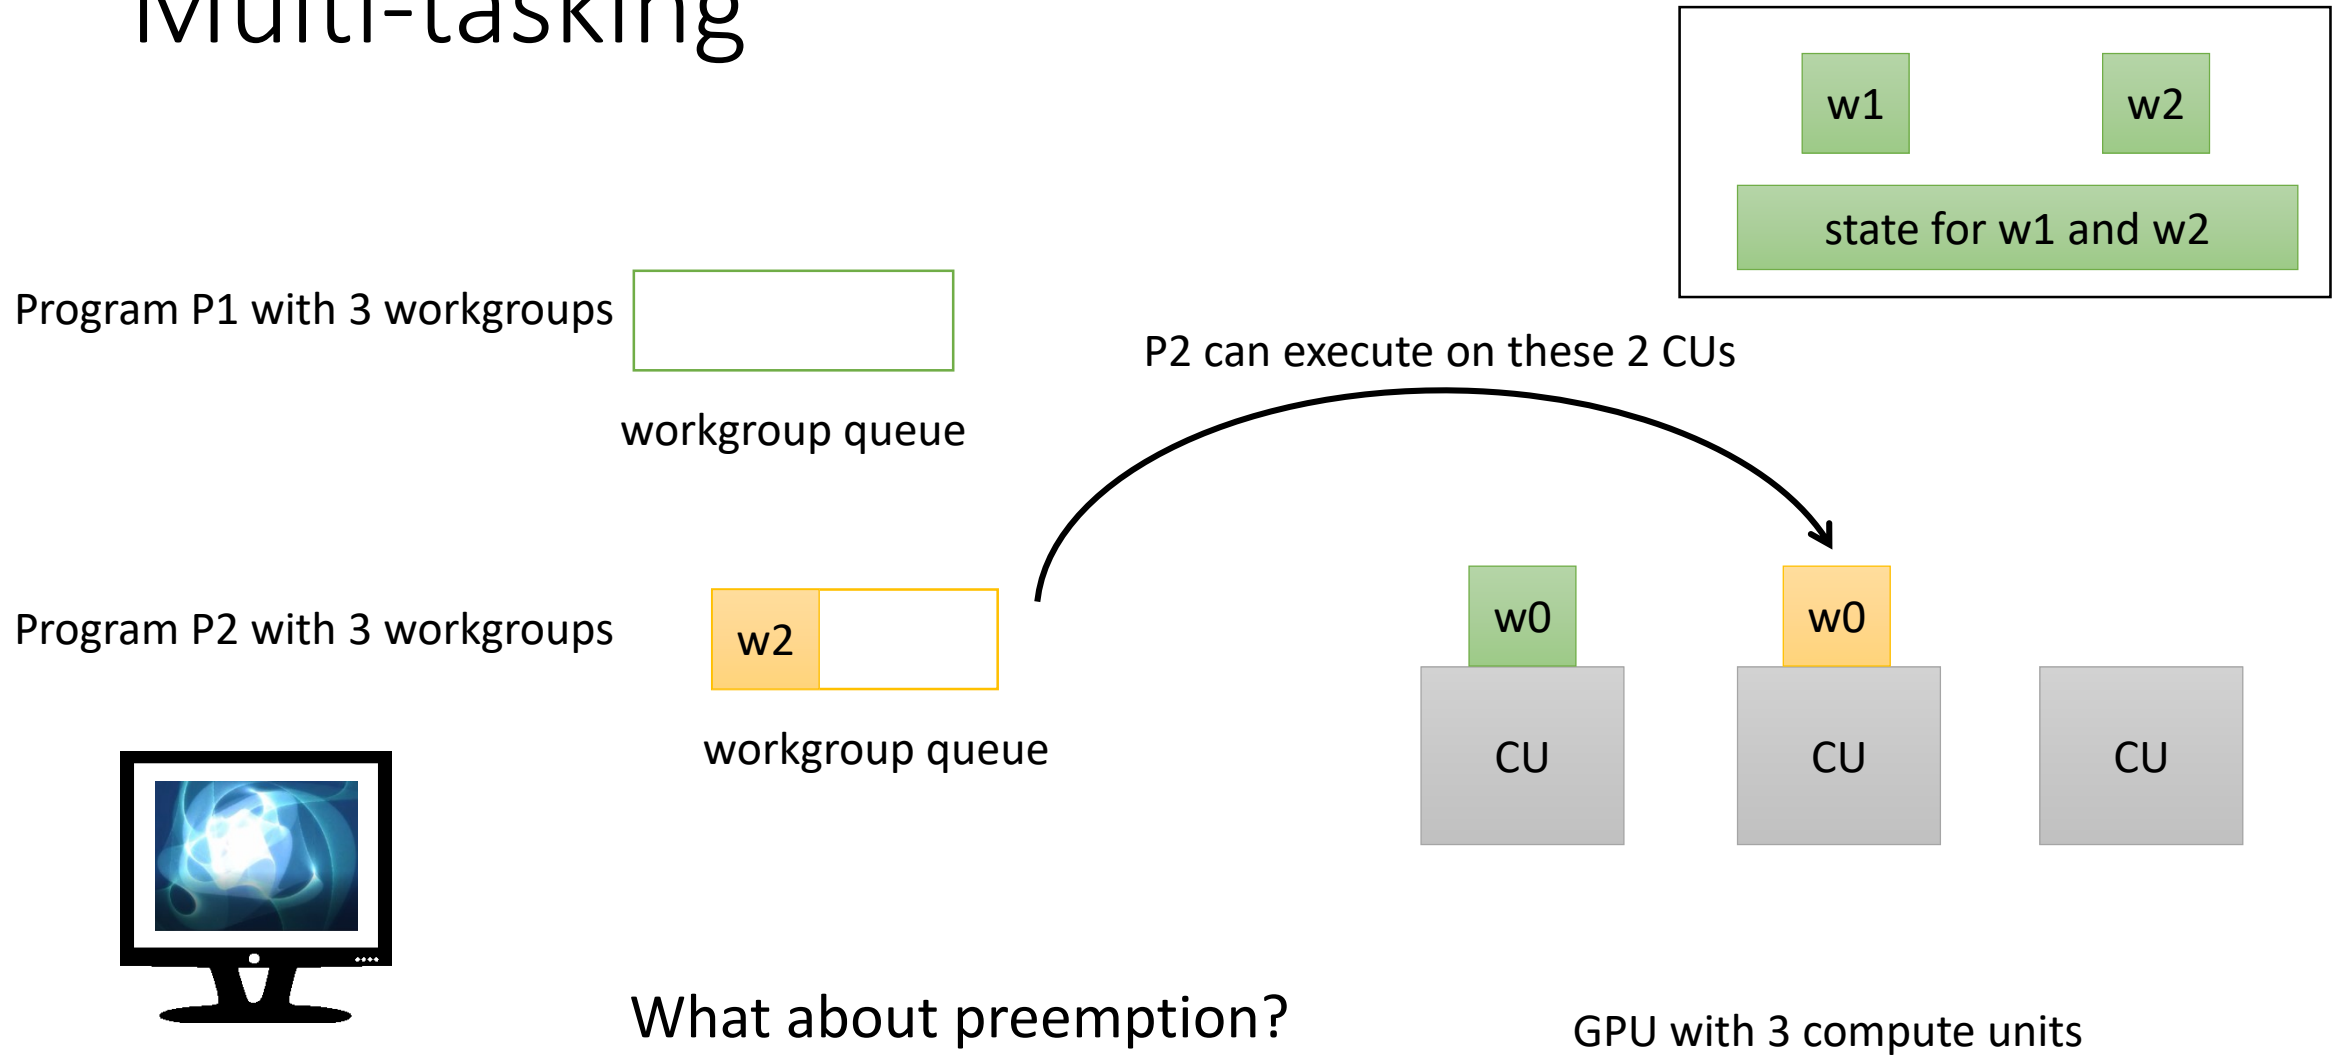 Multi-tasking
w1
w2
state for w1 and w2
Program P1 with 3 workgroups
P2 can execute on these 2 CUs
workgroup queue
w0
w0
Program P2 with 3 workgroups
w2
workgroup queue
CU
CU
CU
What about preemption?
GPU with 3 compute units